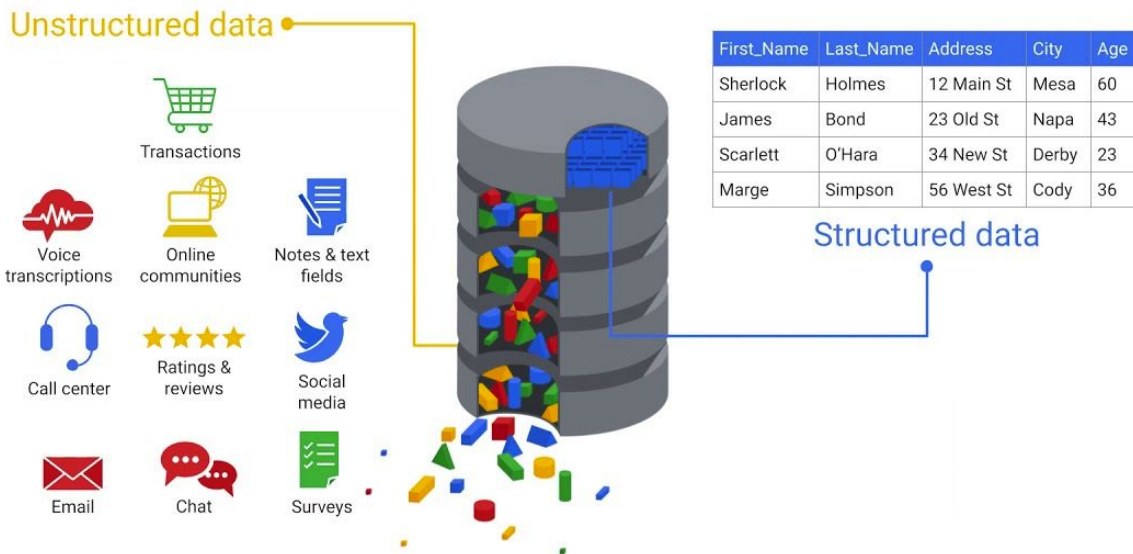 Unstructured data
Transactions
Voice
transcriptions
Online
communities
Notes & text
fields
Call center
Ratings &
reviews
Social
media
Email
Chat
Surveys
First_Name Last_Name Address City Age
Sherlock Holmes 12 Main St Mesa 60
James Bond 23 Old St Napa 43
Scarlett O'Hara 34 New St Derby 23
Marge Simpson 56 West St Cody 36
Structured data